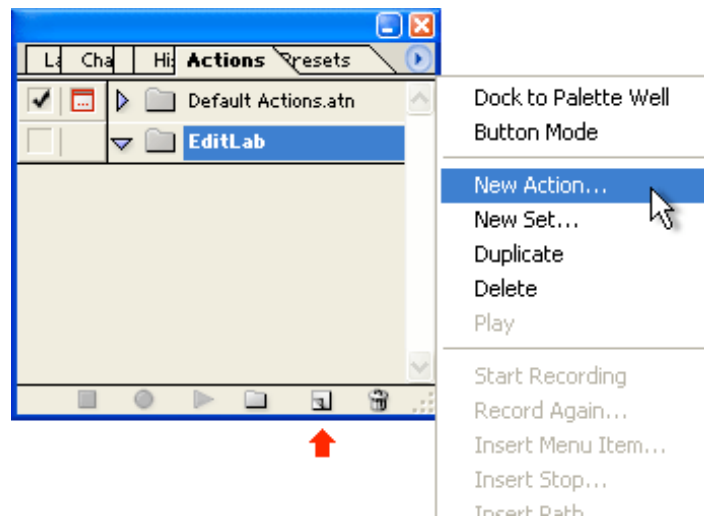 La Cha His Actions Presets
Default Actions.atn
EditLab
Dock to Palette Well
Button Mode
New Action...
New Set...
Duplicate
Delete
Play
Start Recording
Record Again...
Insert Menu Item...
Insert Stop...
Insert Path